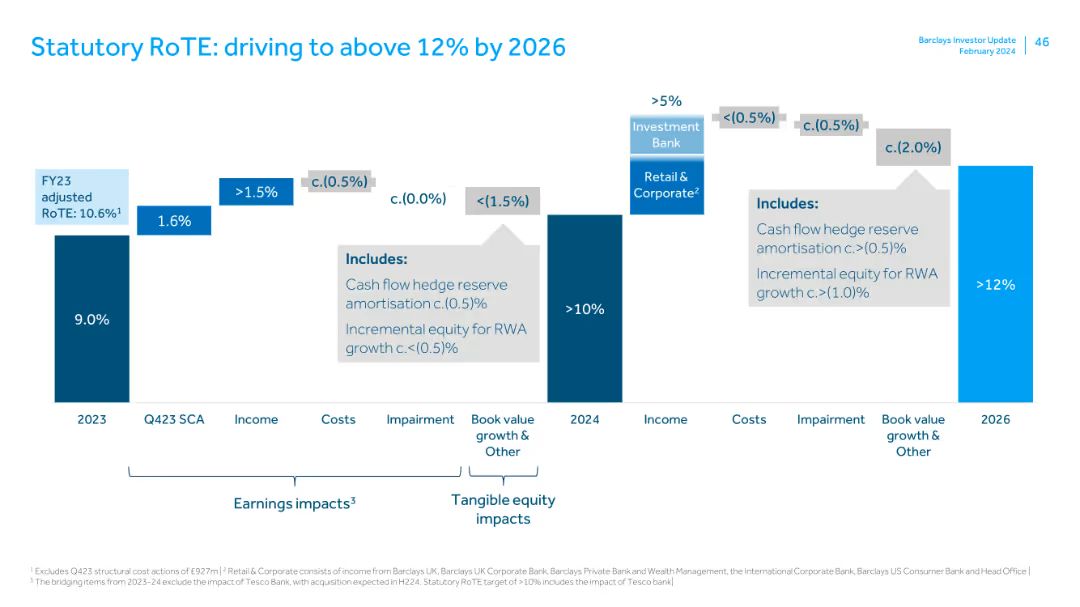 Statutory RoTE: driving to above 12% by 2026
Barclays Investor Update
February 2024
46
FY23
adjusted
RoTE: 10.6%¹
9.0%
1.6%
>1.5%
c.(0.5%)
c.(0.0%)
<(1.5%)
Includes:
Cash flow hedge reserve
amortisation c.(0.5)%
Incremental equity for RWA
growth c.<(0.5)%
>10%
>5%
Investment
Bank
Retail &
Corporate²
<(0.5%)
c.(0.5%)
c.(2.0%)
Includes:
Cash flow hedge reserve
amortisation c.>(0.5)%
Incremental equity for RWA
growth c.>(1.0)%
>12%
2023
Q423 SCA
Income
Costs
Impairment
Book value
growth &
Other
2024
Income
Costs
Impairment
Book value
growth &
Other
2026
Earnings impacts³
Tangible equity
impacts
¹ Excludes Q423 structural cost actions of £927m | ² Retail & Corporate consists of income from Barclays UK, Barclays UK Corporate Bank, Barclays Private Bank and Wealth Management, the International Corporate Bank, Barclays US Consumer Bank and Head Office |
³ The bridging items from 2023-24 exclude the impact of Tesco Bank, with acquisition expected in H224. Statutory RoTE target of >10% includes the impact of Tesco bank|